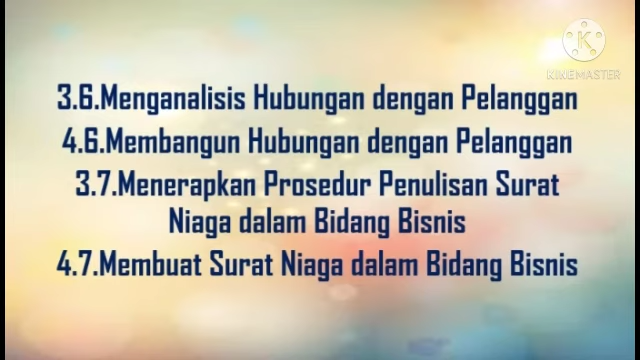 KINEMASTER
3.6.Menganalisis Hubungan dengan Pelanggan
4.6.Membangun Hubungan dengan Pelanggan
3.7.Menerapkan Prosedur Penulisan Surat
Niaga dalam Bidang Bisnis
4.7.Membuat Surat Niaga dalam Bidang Bisnis